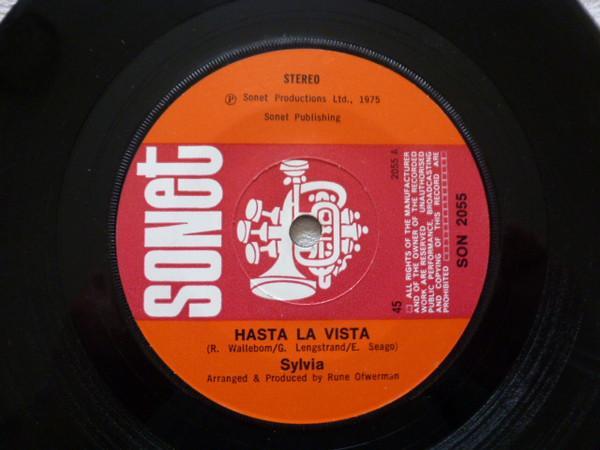 STEREO
Ⓟ Sonet Productions Ltd., 1975
Sonet Publishing
sonet
45
2055 A
ALL RIGHTS OF THE MANUFACTURER
AND OF THE OWNER OF THE RECORDED
WORK ARE RESERVED UNAUTHORISED
PUBLIC PERFORMANCE, BROADCASTING
AND COPYING OF THIS RECORD ARE
PROHIBITED
SON 2055
HASTA LA VISTA
(R. Wallebom/G. Lengstrand/E. Seago)
Sylvia
Arranged & Produced by Rune Ofwerman